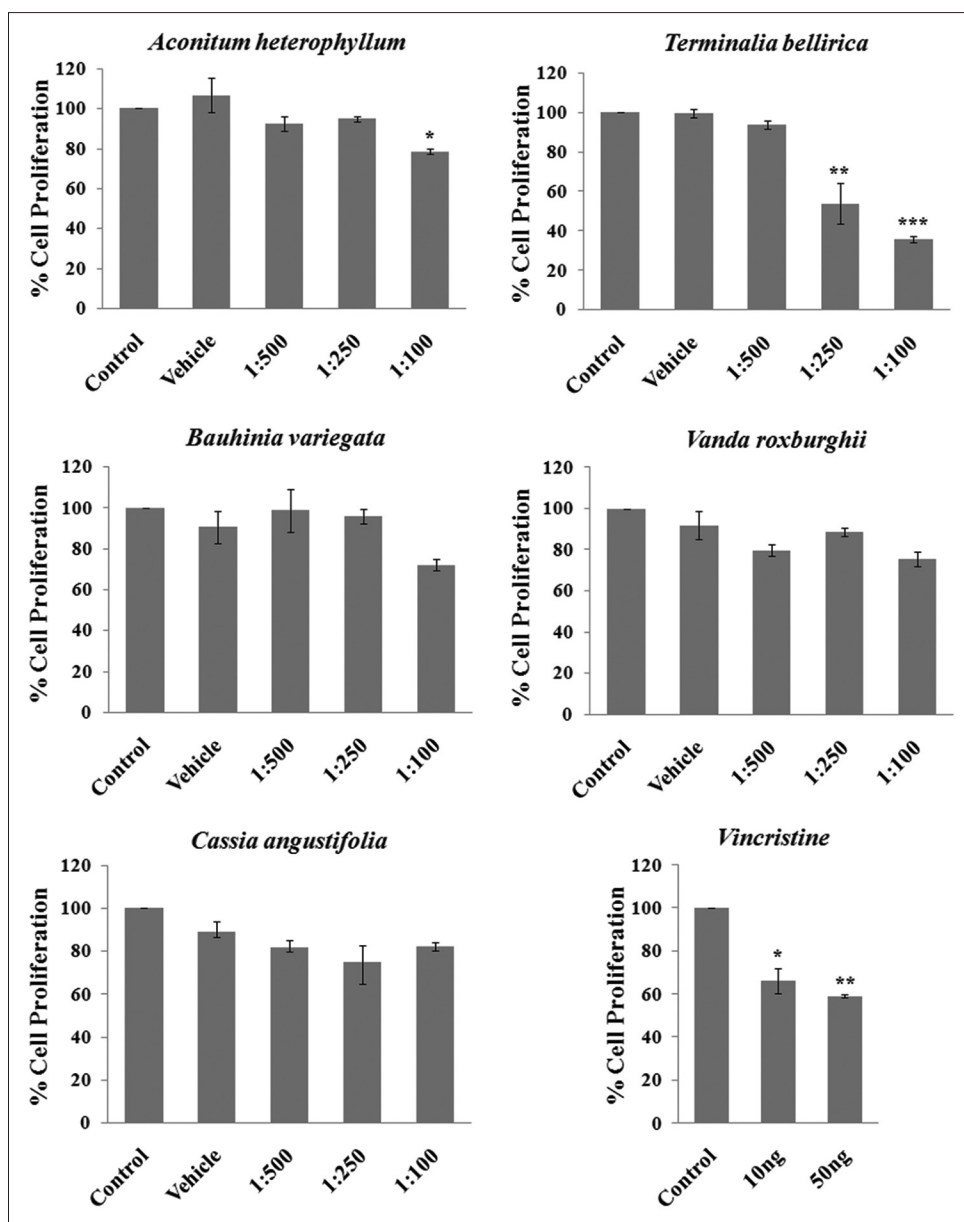 Aconitum heterophyllum
% Cell Proliferation
120
100
80
60
40
20
0
*
Control
Vehicle
1:500
1:250
1:100
Terminalia bellirica
% Cell Proliferation
120
100
80
60
40
20
0
**
***
Control
Vehicle
1:500
1:250
1:100
Bauhinia variegata
% Cell Proliferation
120
100
80
60
40
20
0
Control
Vehicle
1:500
1:250
1:100
Vanda roxburghii
% Cell Proliferation
120
100
80
60
40
20
0
Control
Vehicle
1:500
1:250
1:100
Cassia angustifolia
% Cell Proliferation
120
100
80
60
40
20
0
Control
Vehicle
1:500
1:250
1:100
Vincristine
% Cell Proliferation
120
100
80
60
40
20
0
*
**
Control
10ng
50ng